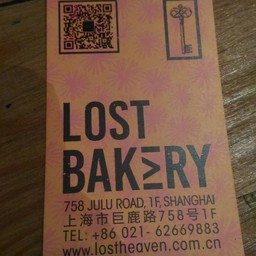 LOST
BAKERY
758 JULU ROAD, 1F, SHANGHAI
上海市巨鹿路758号1F
TEL: +86 021- 62669883
www.lostheaven.com.cn